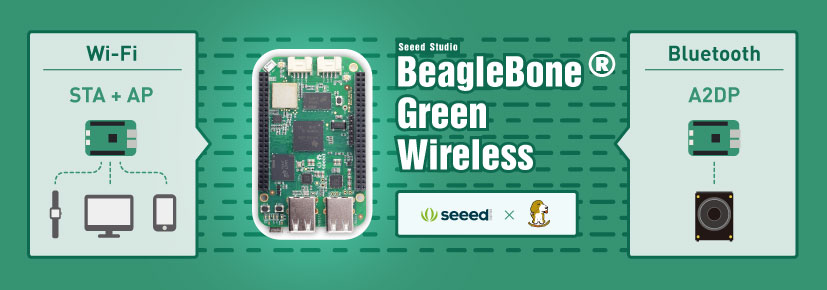 Wi-Fi
STA + AP
Seeed Studio
BeagleBone®
Green
Wireless
seeed ×
Bluetooth
A2DP